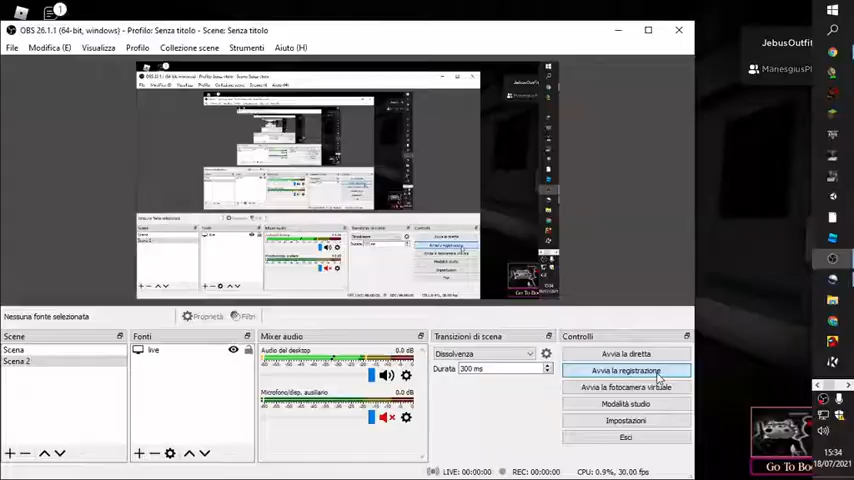 1
OBS 26.1.1 (64-bit, windows) - Profilo: Senza titolo - Scene: Senza titolo
File Modifica (E) Visualizza Profilo Collezione scene Strumenti Aiuto (H)
JebusOutfit
ManesgiusPl
Nessuna fonte selezionata Proprietà Filtri
Scene Fonti Mixer audio Transizioni di scena Controlli
Scena
Scene 2
live
Audio del desktop 0.0 dB
Microfono/disp. ausiliario 0.0 dB
Dissolvenza
Durata 300 ms
Avvia la diretta
Avvia la registrazione
Avvia la fotocamera virtuale
Modalità studio
Impostazioni
Esci
LIVE: 00:00:00 REC: 00:00:00 CPU: 0.9%, 30.00 fps
Go To Bo
15:34
18/07/2021